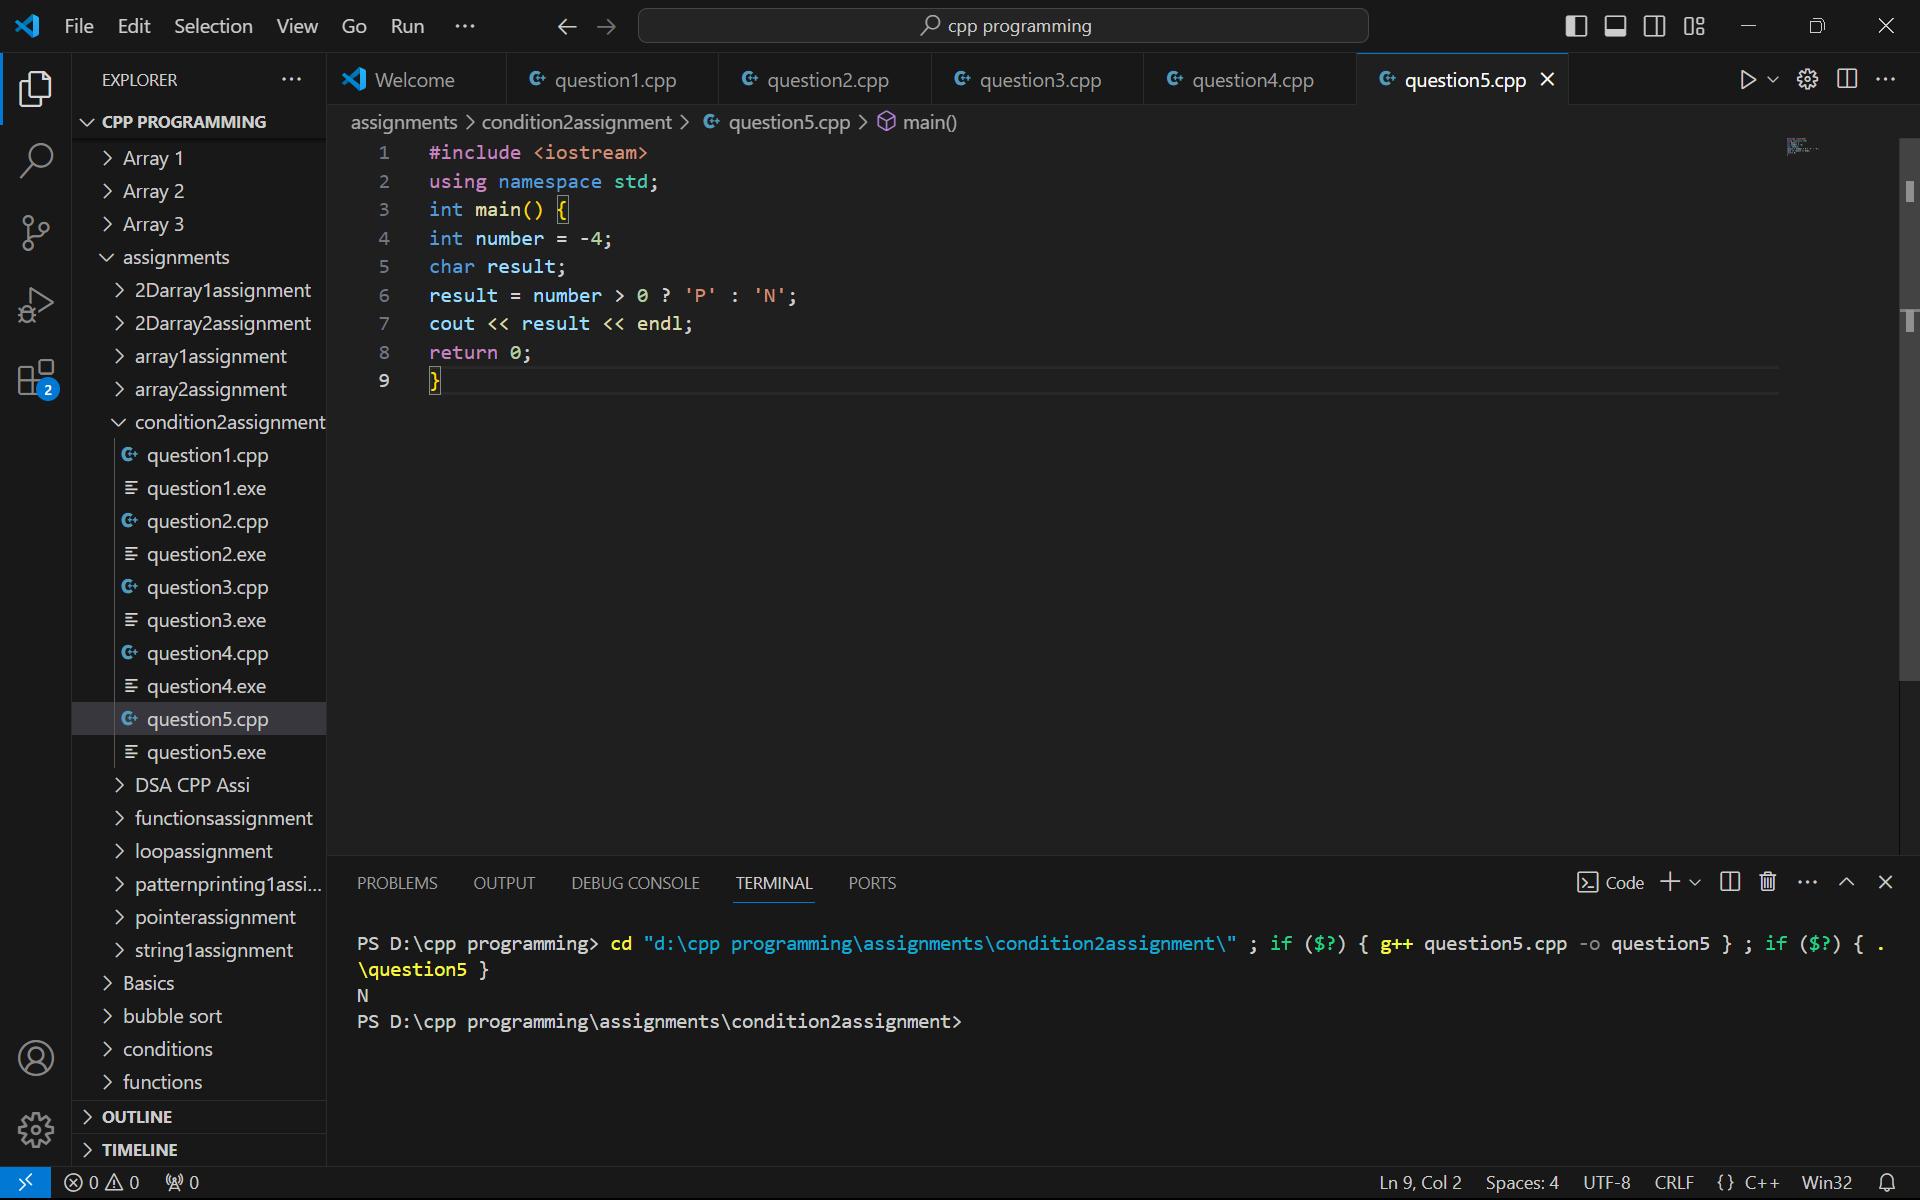 File Edit Selection View Go Run ···
cpp programming
EXPLORER ···
CPP PROGRAMMING
Array 1
Array 2
Array 3
assignments
2Darray1assignment
2Darray2assignment
array1assignment
array2assignment
condition2assignment
question1.cpp
question1.exe
question2.cpp
question2.exe
question3.cpp
question3.exe
question4.cpp
question4.exe
question5.cpp
question5.exe
DSA CPP Assi
functionsassignment
loopassignment
patternprinting1assi...
pointerassignment
string1assignment
Basics
bubble sort
conditions
functions
OUTLINE
TIMELINE
2
Welcome question1.cpp question2.cpp question3.cpp question4.cpp question5.cpp
assignments > condition2assignment > question5.cpp > main()
1 #include <iostream>
2 using namespace std;
3 int main() {
4 int number = -4;
5 char result;
6 result = number > 0 ? 'P' : 'N';
7 cout << result << endl;
8 return 0;
9 }
PROBLEMS OUTPUT DEBUG CONSOLE TERMINAL PORTS
Code
PS D:\cpp programming> cd "d:\cpp programming\assignments\condition2assignment\" ; if ($?) { g++ question5.cpp -o question5 } ; if ($?) { .
\question5 }
N
PS D:\cpp programming\assignments\condition2assignment>
0 0 0
Ln 9, Col 2 Spaces: 4 UTF-8 CRLF {} C++ Win32